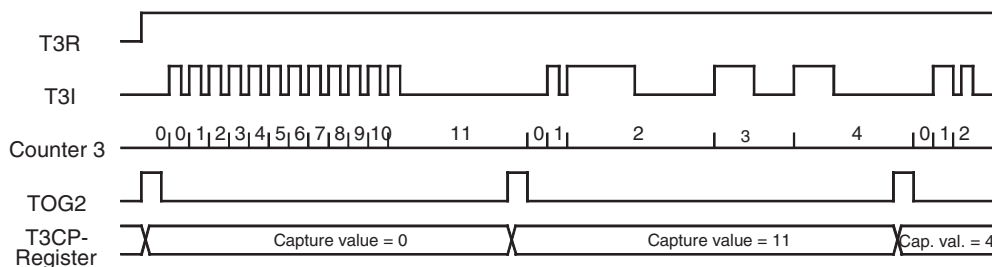 T3R
T3I
0 0 1 2 3 4 5 6 7 8 9 10 11 0 1 2 3 4 0 1 2
Counter 3
TOG2
T3CP-
Register
Capture value = 0
Capture value = 11
Cap. val. = 4